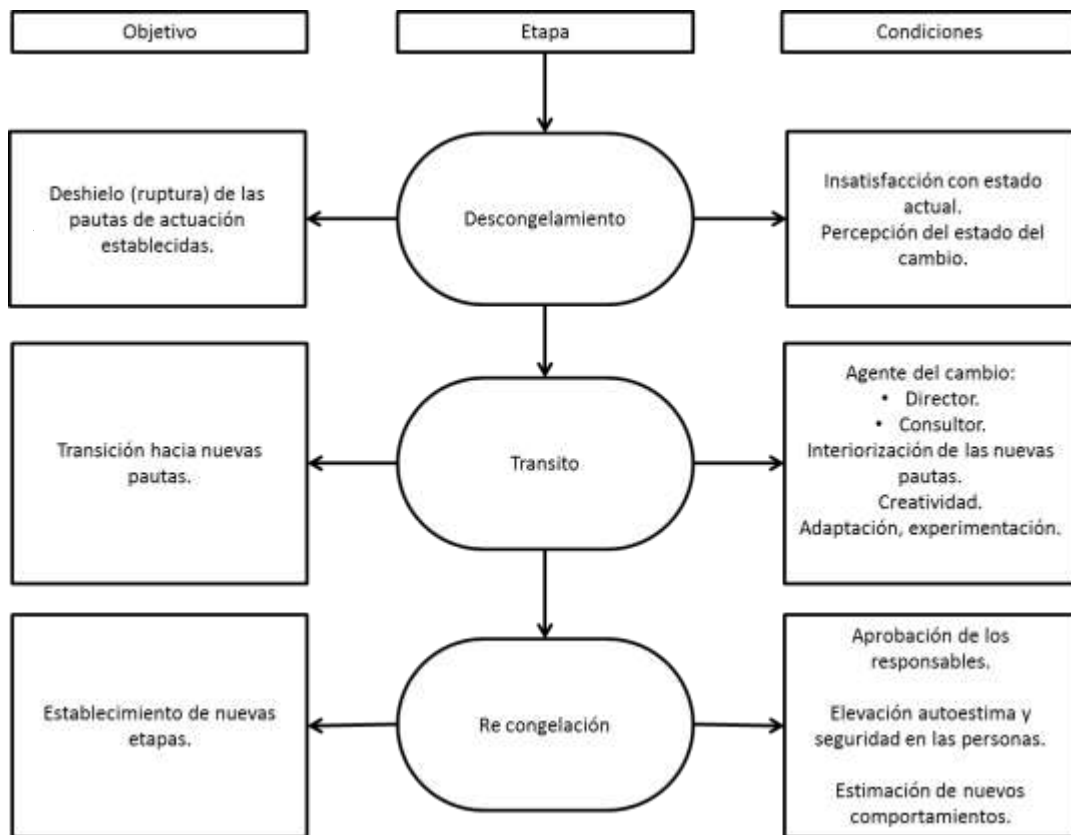 Objetivo
Etapa
Condiciones
Deshielo (ruptura) de las
pautas de actuación
establecidas.
Descongelamiento
Insatisfacción con estado
actual.
Percepción del estado del
cambio.
Transición hacia nuevas
pautas.
Transito
Agente del cambio:
• Director.
• Consultor.
Interiorización de las nuevas
pautas.
Creatividad.
Adaptación, experimentación.
Establecimiento de nuevas
etapas.
Re congelación
Aprobación de los
responsables.
Elevación autoestima y
seguridad en las personas.
Estimación de nuevos
comportamientos.